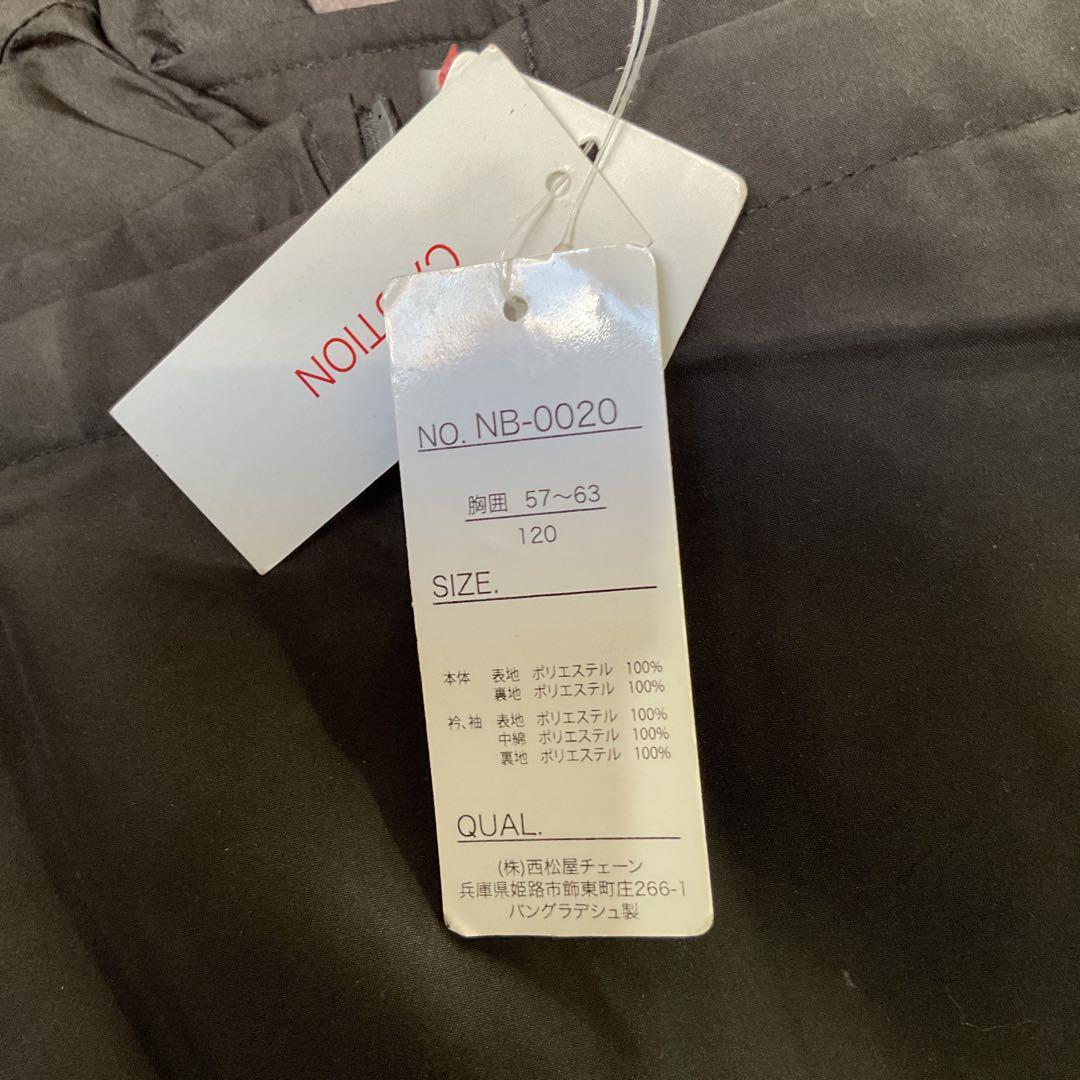 CAUTION
NO. NB-0020
胸囲 57～63
120
SIZE.
本体 表地 ポリエステル 100%
裏地 ポリエステル 100%
衿、袖 表地 ポリエステル 100%
中綿 ポリエステル 100%
裏地 ポリエステル 100%
QUAL.
(株)西松屋チェーン
兵庫県姫路市飾東町庄266-1
バングラデシュ製